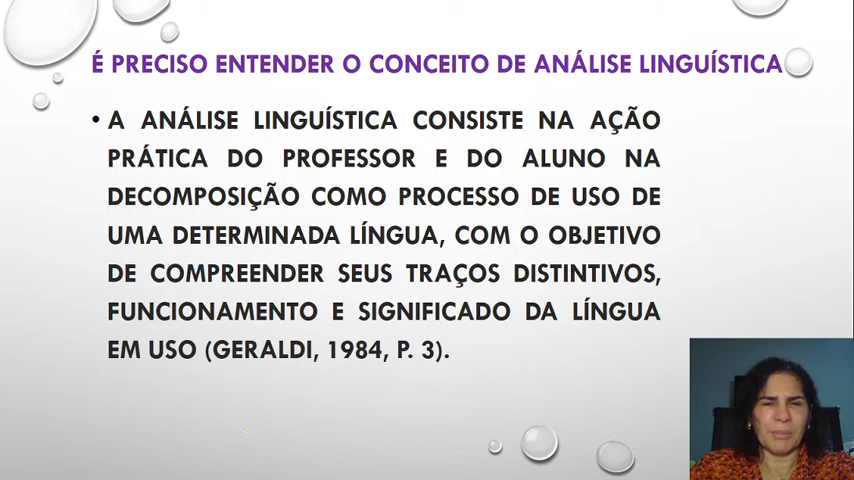 É PRECISO ENTENDER O CONCEITO DE ANÁLISE LINGUÍSTICA
• A ANÁLISE LINGUÍSTICA CONSISTE NA AÇÃO
PRÁTICA DO PROFESSOR E DO ALUNO NA
DECOMPOSIÇÃO COMO PROCESSO DE USO DE
UMA DETERMINADA LÍNGUA, COM O OBJETIVO
DE COMPREENDER SEUS TRAÇOS DISTINTIVOS,
FUNCIONAMENTO E SIGNIFICADO DA LÍNGUA
EM USO (GERALDI, 1984, P. 3).